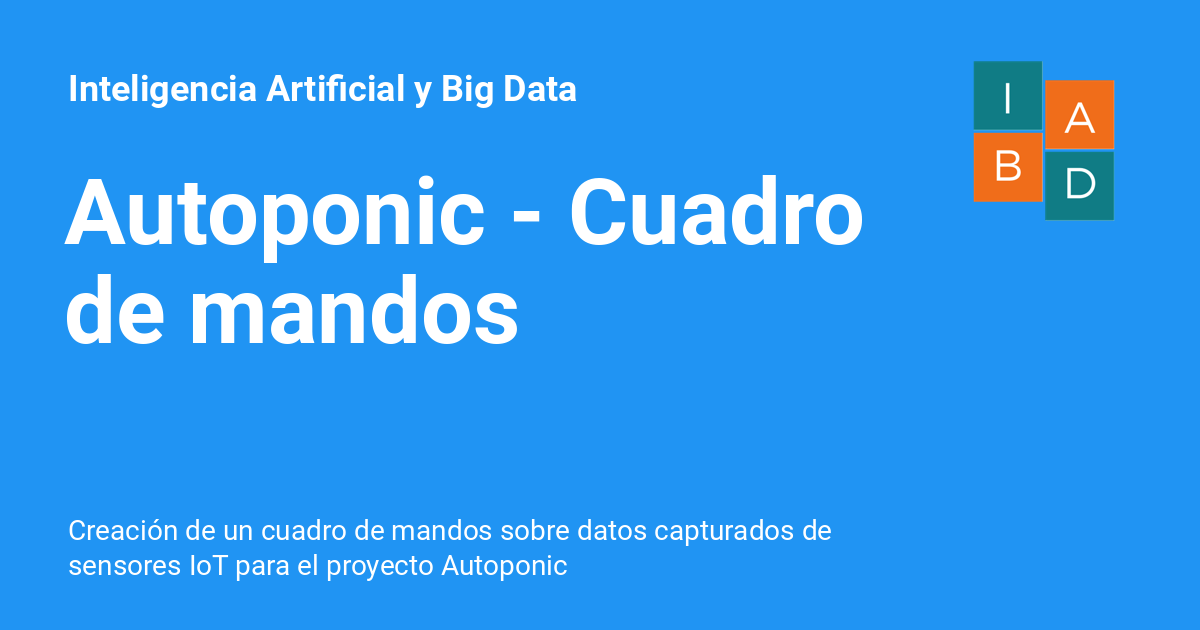 Inteligencia Artificial y Big Data
I
A
B
D
Autoponic - Cuadro
de mandos
Creación de un cuadro de mandos sobre datos capturados de
sensores IoT para el proyecto Autoponic